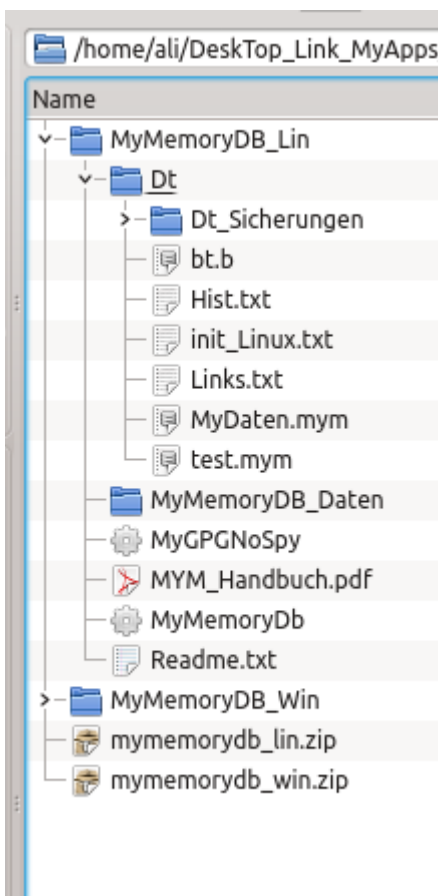 /home/ali/DeskTop_Link_MyApps
Name
MyMemoryDB_Lin
Dt
Dt_Sicherungen
bt.b
Hist.txt
init_Linux.txt
Links.txt
MyDaten.mym
test.mym
MyMemoryDB_Daten
MyGPGNoSpy
MYM_Handbuch.pdf
MyMemoryDb
Readme.txt
MyMemoryDB_Win
mymemorydb_lin.zip
mymemorydb_win.zip